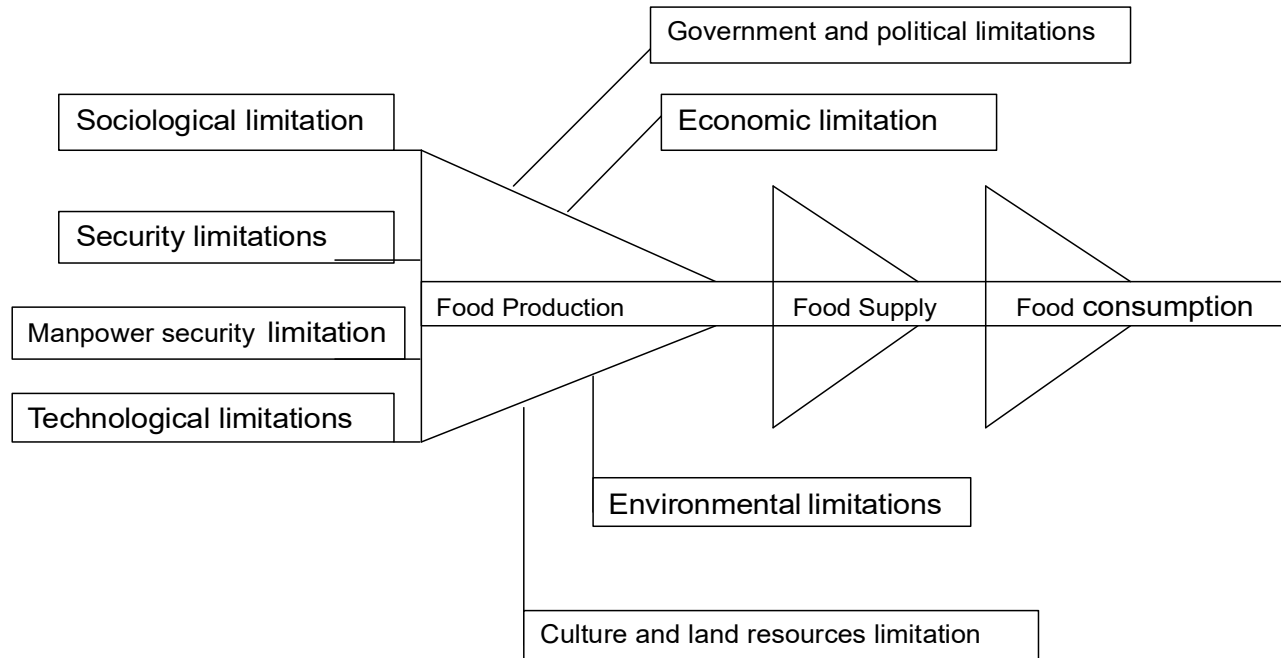 Government and political limitations
Sociological limitation
Economic limitation
Security limitations
Food Production
Food Supply
Food consumption
Manpower security limitation
Technological limitations
Environmental limitations
Culture and land resources limitation